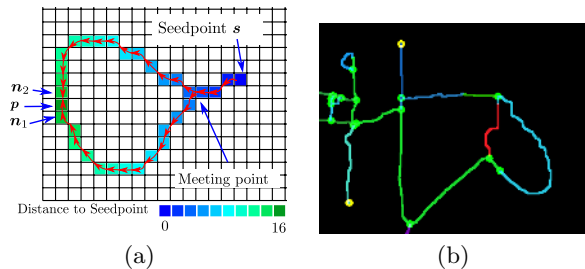 (a)
Seedpoint s
n2
p
n1
Meeting point
Distance to Seedpoint
0 16
(b)